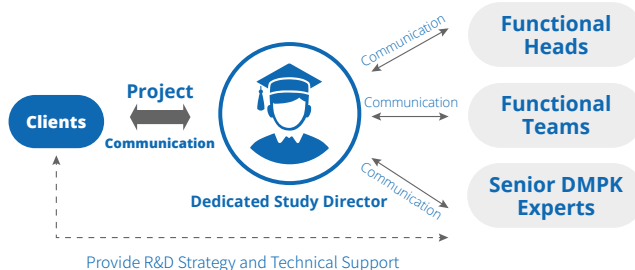 Clients
Project
Communication
Dedicated Study Director
Communication
Communication
Communication
Functional
Heads
Functional
Teams
Senior DMPK
Experts
Provide R&D Strategy and Technical Support